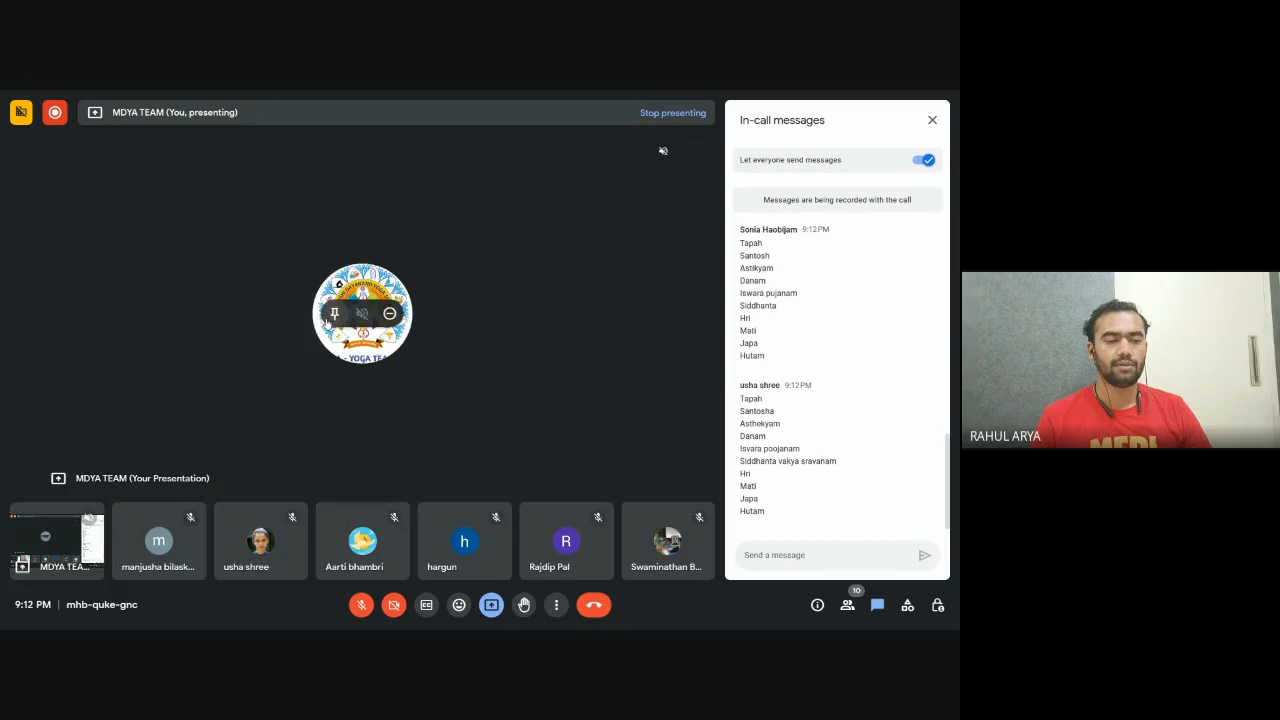 MDYA TEAM (You, presenting)
Stop presenting
In-call messages
Let everyone send messages
Messages are being recorded with the call
Sonia Haobijam 9:12 PM
Tapah
Santosh
Astikyam
Danam
Iswara pujanam
Siddhanta
Hri
Mati
Japa
Hutam
usha shree 9:12 PM
Tapah
Santosha
Asthekyam
Danam
Isvara poojanam
Siddhanta vakya sravanam
Hri
Mati
Japa
Hutam
Send a message
- YOGA TEA
MDYA TEAM (Your Presentation)
MDYA TEA...
m
manjusha bilask...
usha shree
Aarti bhambri
h
hargun
R
Rajdip Pal
Swaminathan B...
9:12 PM | mhb-quke-gnc
10
RAHUL ARYA